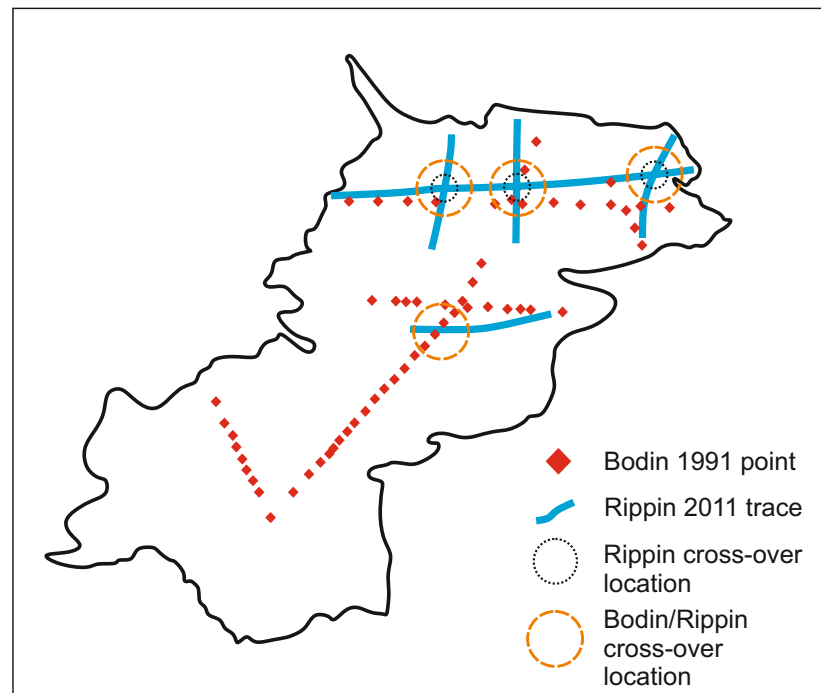 Bodin 1991 point
Rippin 2011 trace
Rippin cross-over
location
Bodin/Rippin
cross-over
location